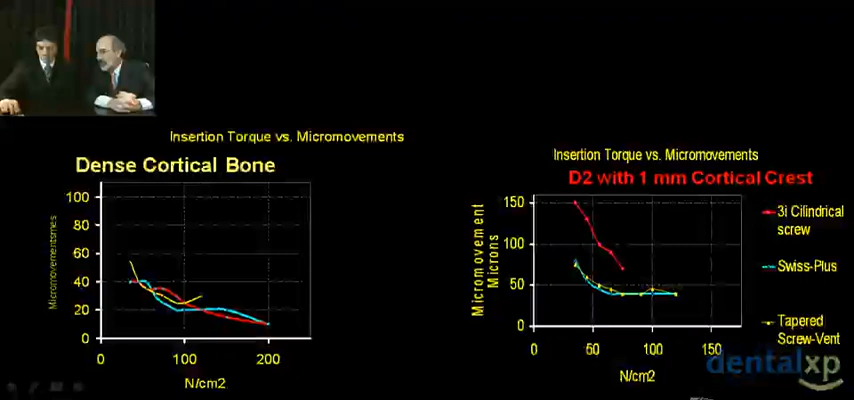 Insertion Torque vs. Micromovements
Dense Cortical Bone
100
80
60
40
20
0
Micromovementsmes
0 100 200
N/cm2
Insertion Torque vs. Micromovements
D2 with 1 mm Cortical Crest
150
100
50
0
Micromovement
Microns
0 50 100 150
N/cm2
3i Cilindrical
screw
Swiss-Plus
Tapered
Screw-Vent
dentalxp